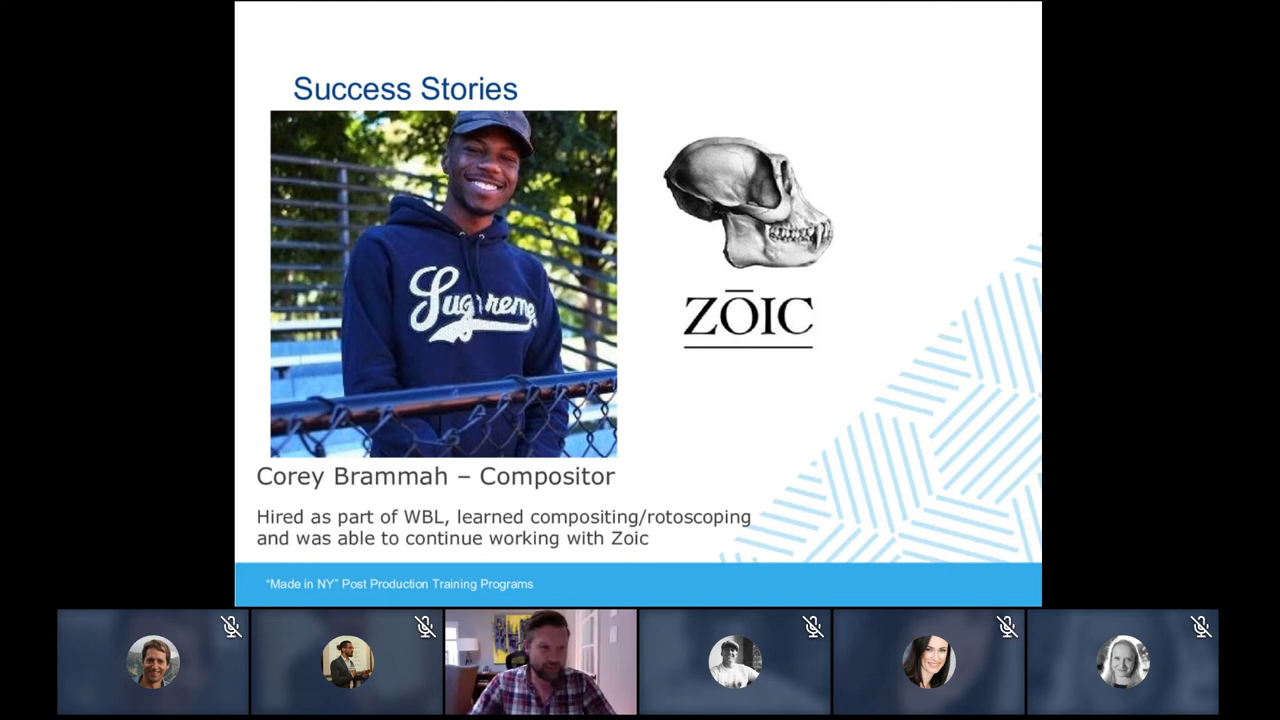 Success Stories
Supreme
ZŌIC
Corey Brammah – Compositor
Hired as part of WBL, learned compositing/rotoscoping
and was able to continue working with Zoic
“Made in NY” Post Production Training Programs